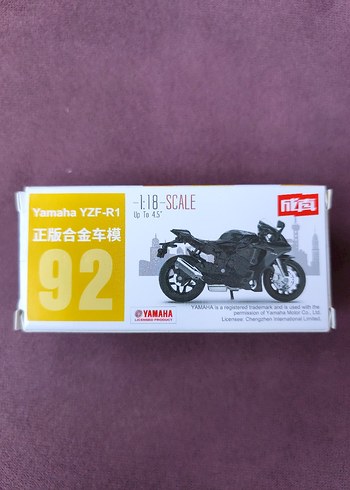 Yamaha YZF-R1
正版合金车模
92
1:18-SCALE
Up To 4.5"
成真
YAMAHA
LICENSED PRODUCT
YAMAHA is a registered trademark and is used with the
permission of Yamaha Motor Co., Ltd.
Licensee: Chengzhen International Limited.